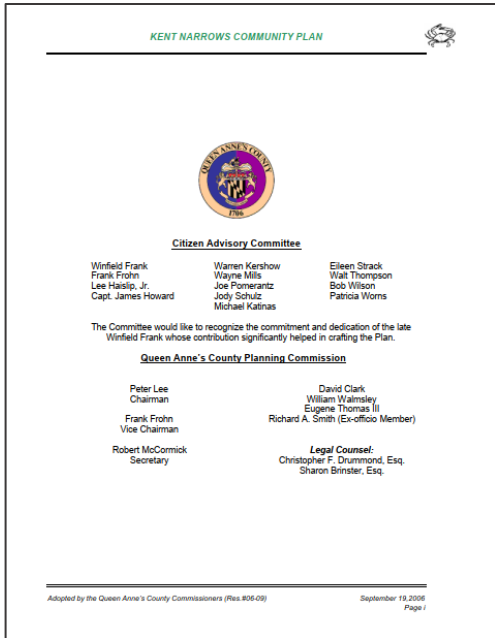 KENT NARROWS COMMUNITY PLAN
QUEEN ANNE'S COUNTY
1706
Citizen Advisory Committee
Winfield Frank
Frank Frohn
Lee Haislip, Jr.
Capt. James Howard
Warren Kershow
Wayne Mills
Joe Pomerantz
Jody Schulz
Michael Katinas
Eileen Strack
Walt Thompson
Bob Wilson
Patricia Worns
The Committee would like to recognize the commitment and dedication of the late
Winfield Frank whose contribution significantly helped in crafting the Plan.
Queen Anne's County Planning Commission
Peter Lee
Chairman
Frank Frohn
Vice Chairman
Robert McCormick
Secretary
David Clark
William Walmsley
Eugene Thomas III
Richard A. Smith (Ex-officio Member)
Legal Counsel:
Christopher F. Drummond, Esq.
Sharon Brinster, Esq.
Adopted by the Queen Anne's County Commissioners (Res.#06-09)
September 19,2006
Page i